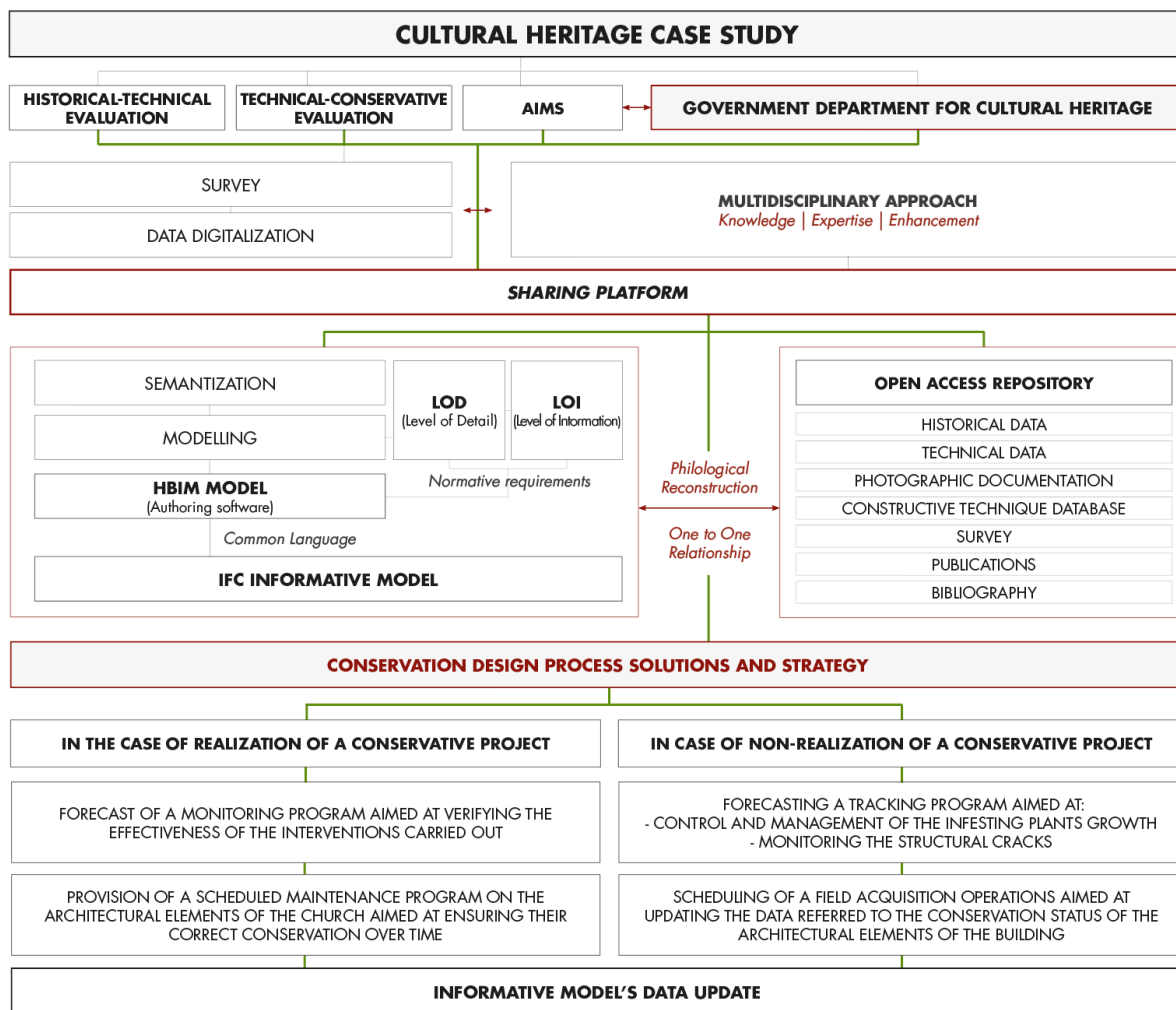 CULTURAL HERITAGE CASE STUDY
HISTORICAL-TECHNICAL
EVALUATION
TECHNICAL-CONSERVATIVE
EVALUATION
AIMS
GOVERNMENT DEPARTMENT FOR CULTURAL HERITAGE
SURVEY
DATA DIGITALIZATION
MULTIDISCIPLINARY APPROACH
Knowledge | Expertise | Enhancement
SHARING PLATFORM
SEMANTIZATION
MODELLING
HBIM MODEL
(Authoring software)
LOD
(Level of Detail)
LOI
(Level of Information)
Normative requirements
Common Language
IFC INFORMATIVE MODEL
Philological
Reconstruction
One to One
Relationship
OPEN ACCESS REPOSITORY
HISTORICAL DATA
TECHNICAL DATA
PHOTOGRAPHIC DOCUMENTATION
CONSTRUCTIVE TECHNIQUE DATABASE
SURVEY
PUBLICATIONS
BIBLIOGRAPHY
CONSERVATION DESIGN PROCESS SOLUTIONS AND STRATEGY
IN THE CASE OF REALIZATION OF A CONSERVATIVE PROJECT
FORECAST OF A MONITORING PROGRAM AIMED AT VERIFYING THE
EFFECTIVENESS OF THE INTERVENTIONS CARRIED OUT
PROVISION OF A SCHEDULED MAINTENANCE PROGRAM ON THE
ARCHITECTURAL ELEMENTS OF THE CHURCH AIMED AT ENSURING THEIR
CORRECT CONSERVATION OVER TIME
IN CASE OF NON-REALIZATION OF A CONSERVATIVE PROJECT
FORECASTING A TRACKING PROGRAM AIMED AT:
- CONTROL AND MANAGEMENT OF THE INFESTING PLANTS GROWTH
- MONITORING THE STRUCTURAL CRACKS
SCHEDULING OF A FIELD ACQUISITION OPERATIONS AIMED AT
UPDATING THE DATA REFERRED TO THE CONSERVATION STATUS OF THE
ARCHITECTURAL ELEMENTS OF THE BUILDING
INFORMATIVE MODEL'S DATA UPDATE